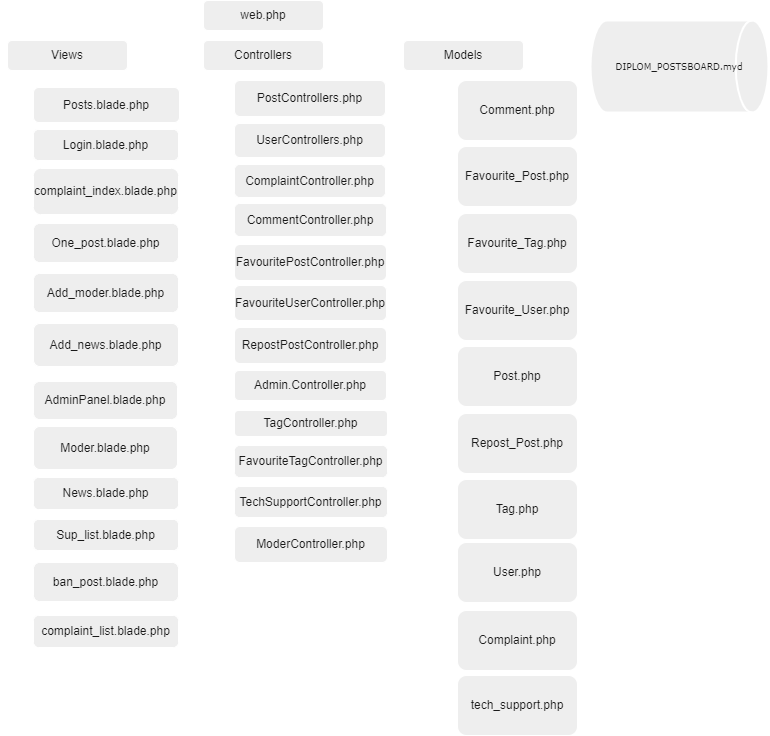 web.php
Views
Controllers
Models
DIPLOM_POSTSBOARD.myd
Posts.blade.php
Login.blade.php
complaint_index.blade.php
One_post.blade.php
Add_moder.blade.php
Add_news.blade.php
AdminPanel.blade.php
Moder.blade.php
News.blade.php
Sup_list.blade.php
ban_post.blade.php
complaint_list.blade.php
PostControllers.php
UserControllers.php
ComplaintController.php
CommentController.php
FavouritePostController.php
FavouriteUserController.php
RepostPostController.php
Admin.Controller.php
TagController.php
FavouriteTagController.php
TechSupportController.php
ModerController.php
Comment.php
Favourite_Post.php
Favourite_Tag.php
Favourite_User.php
Post.php
Repost_Post.php
Tag.php
User.php
Complaint.php
tech_support.php